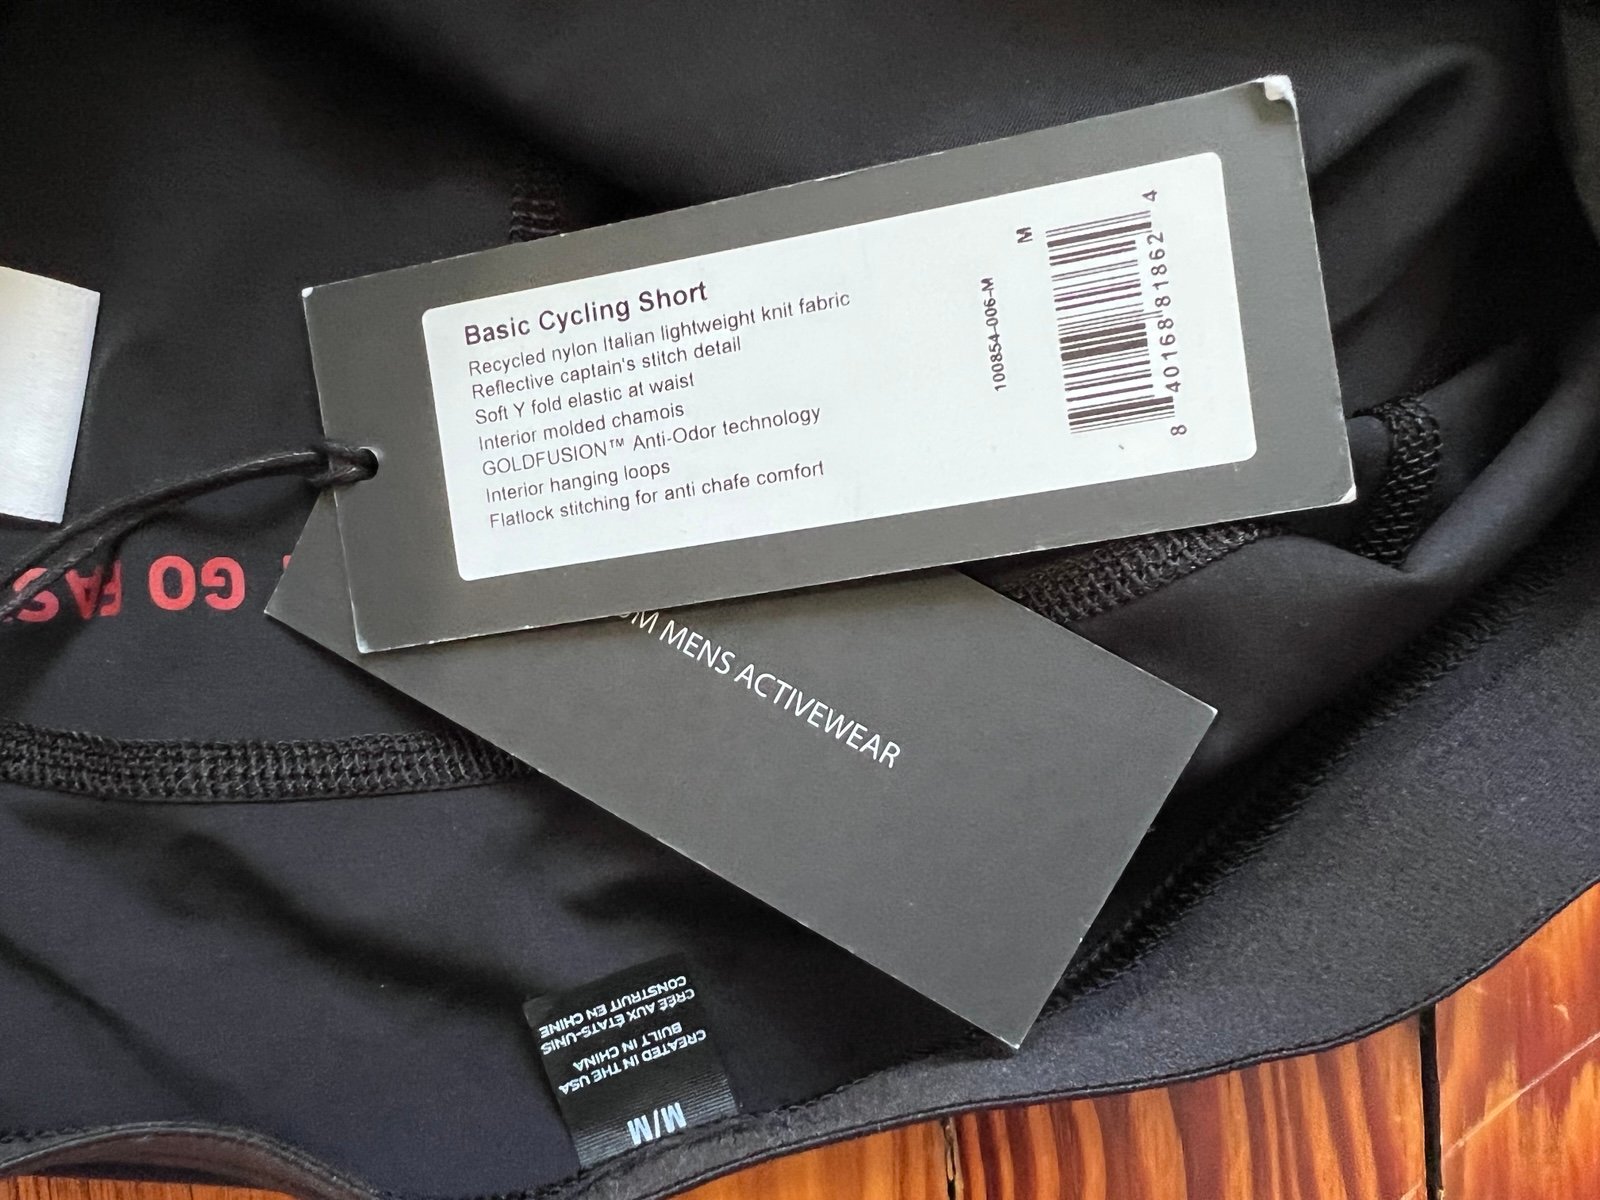 Basic Cycling Short
Recycled nylon Italian lightweight knit fabric
Reflective captain's stitch detail
Soft Y fold elastic at waist
Interior molded chamois
GOLDFUSION™ Anti-Odor technology
Interior hanging loops
Flatlock stitching for anti chafe comfort
100854-006-M
M
8 40168 81862 4
GO
MENS ACTIVEWEAR
M/M
CREATED IN THE USA
BUILT IN CHINA
CRÉÉ AUX ÉTATS-UNIS
CONSTRUIT EN CHINE